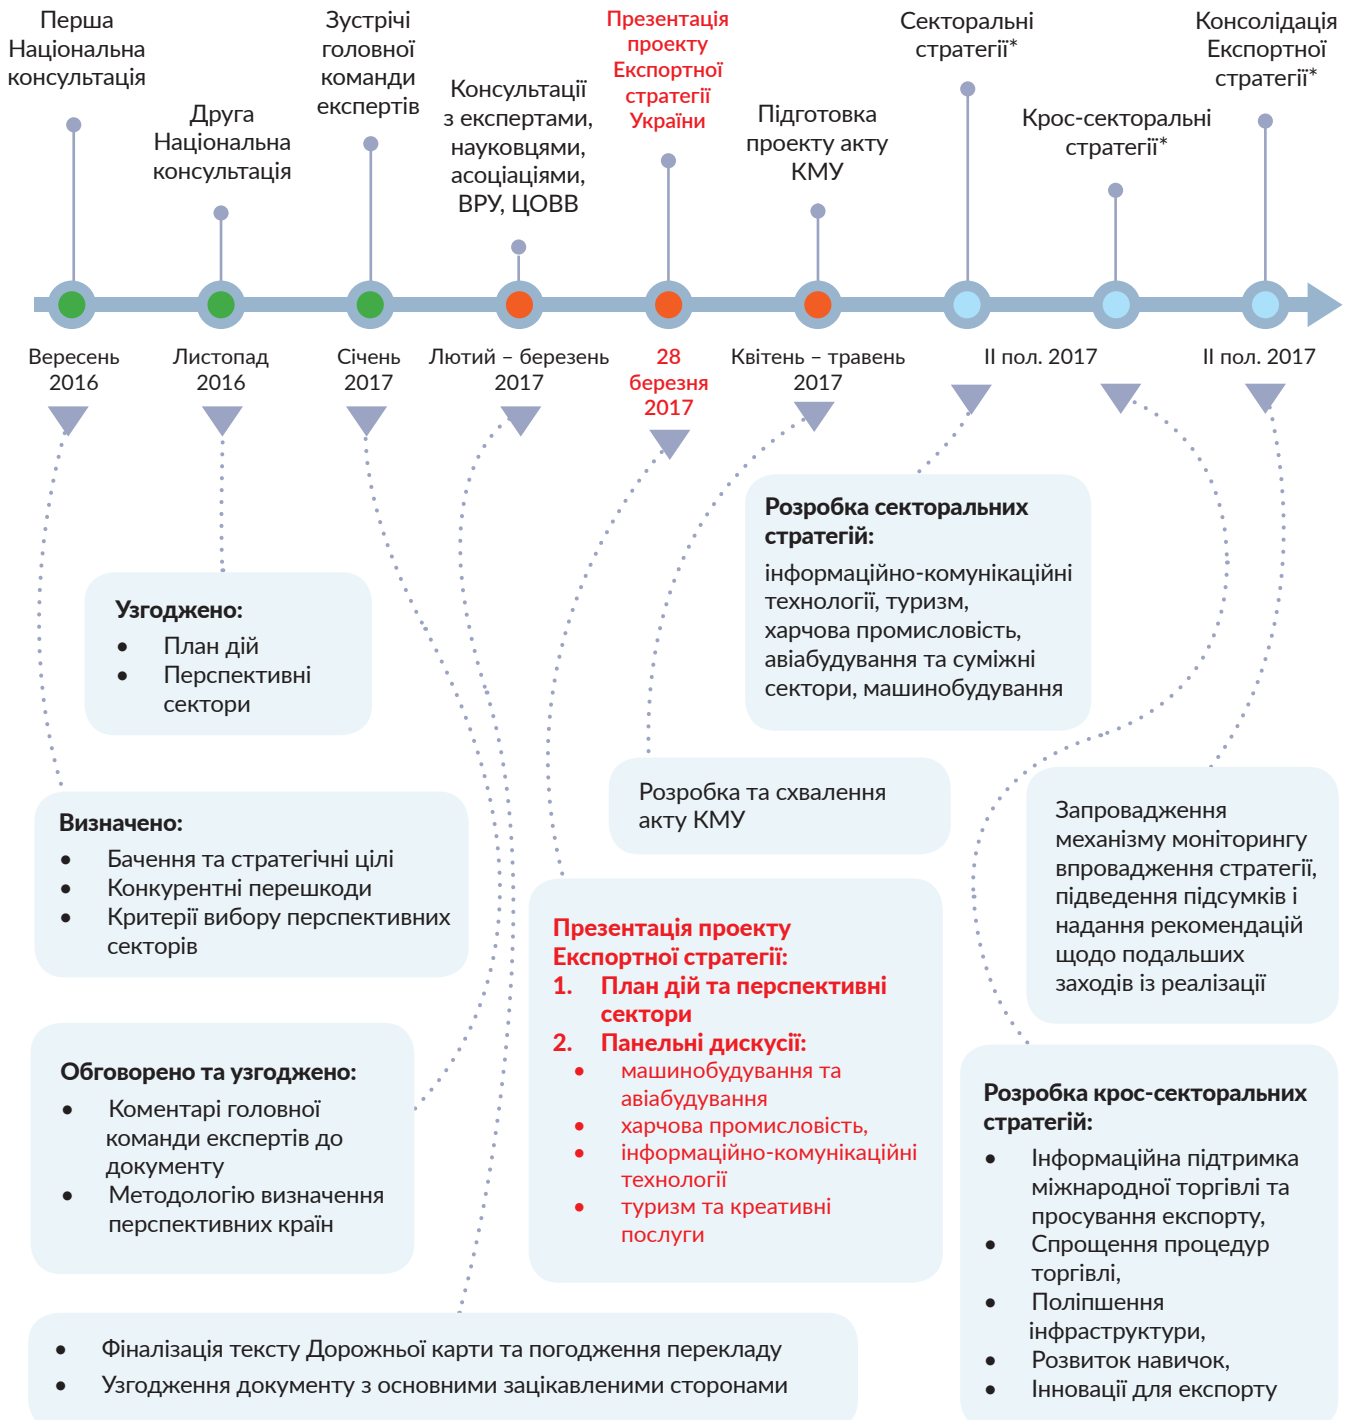 Перша
Національна
консультація
Друга
Національна
консультація
Зустрічі
головної
команди
експертів
Консультації
з експертами,
науковцями,
асоціаціями,
ВРУ, ЦОВВ
Презентація
проекту
Експортної
стратегії
України
Підготовка
проекту акту
КМУ
Секторальні
стратегії*
Крос-секторальні
стратегії*
Консолідація
Експортної
стратегії*
Вересень
2016
Листопад
2016
Січень
2017
Лютий – березень
2017
28
березня
2017
Квітень – травень
2017
ІІ пол. 2017
ІІ пол. 2017
Розробка секторальних
стратегій:
інформаційно-комунікаційні
технології, туризм,
харчова промисловість,
авіабудування та суміжні
сектори, машинобудування
Узгоджено:
• План дій
• Перспективні
сектори
Розробка та схвалення
акту КМУ
Запровадження
механізму моніторингу
впровадження стратегії,
підведення підсумків і
надання рекомендацій
щодо подальших
заходів із реалізації
Визначено:
• Бачення та стратегічні цілі
• Конкурентні перешкоди
• Критерії вибору перспективних
секторів
Презентація проекту
Експортної стратегії:
1. План дій та перспективні
сектори
2. Панельні дискусії:
• машинобудування та
авіабудування
• харчова промисловість,
• інформаційно-комунікаційні
технології
• туризм та креативні
послуги
Обговорено та узгоджено:
• Коментарі головної
команди експертів до
документу
• Методологію визначення
перспективних країн
Розробка крос-секторальних
стратегій:
• Інформаційна підтримка
міжнародної торгівлі та
просування експорту,
• Спрощення процедур
торгівлі,
• Поліпшення
інфраструктури,
• Розвиток навичок,
• Інновації для експорту
• Фіналізація тексту Дорожньої карти та погодження перекладу
• Узгодження документу з основними зацікавленими сторонами